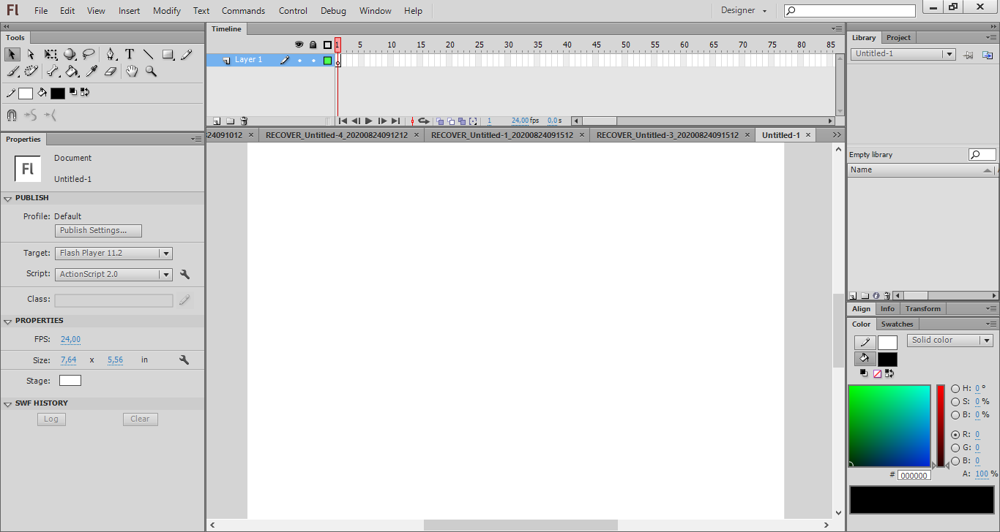 Fl File Edit View Insert Modify Text Commands Control Debug Window Help Designer
Tools
Timeline
1 5 10 15 20 25 30 35 40 45 50 55 60 65 70 75 80 85
Layer 1
1 24,00 fps 0,0 s
824091012 × RECOVER_Untitled-4_20200824091212 × RECOVER_Untitled-1_20200824091512 × RECOVER_Untitled-3_20200824091512 × Untitled-1 ×
Properties
Fl
Document
Untitled-1
PUBLISH
Profile: Default
Publish Settings...
Target: Flash Player 11.2
Script: ActionScript 2.0
Class:
PROPERTIES
FPS: 24,00
Size: 7,64 x 5,56 in
Stage:
SWF HISTORY
Log Clear
Library Project
Untitled-1
Empty library
Name
Align Info Transform
Color Swatches
Solid color
H: 0 °
S: 0 %
B: 0 %
R: 0
G: 0
B: 0
# 000000 A: 100 %